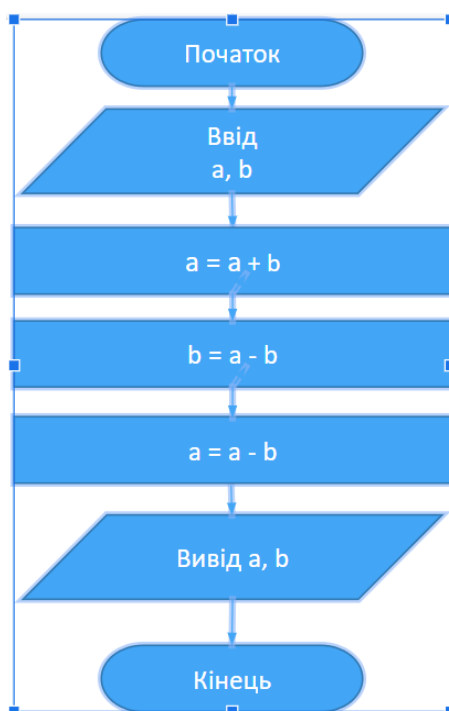 Початок
Ввід
a, b
a = a + b
b = a - b
a = a - b
Вивід a, b
Кінець